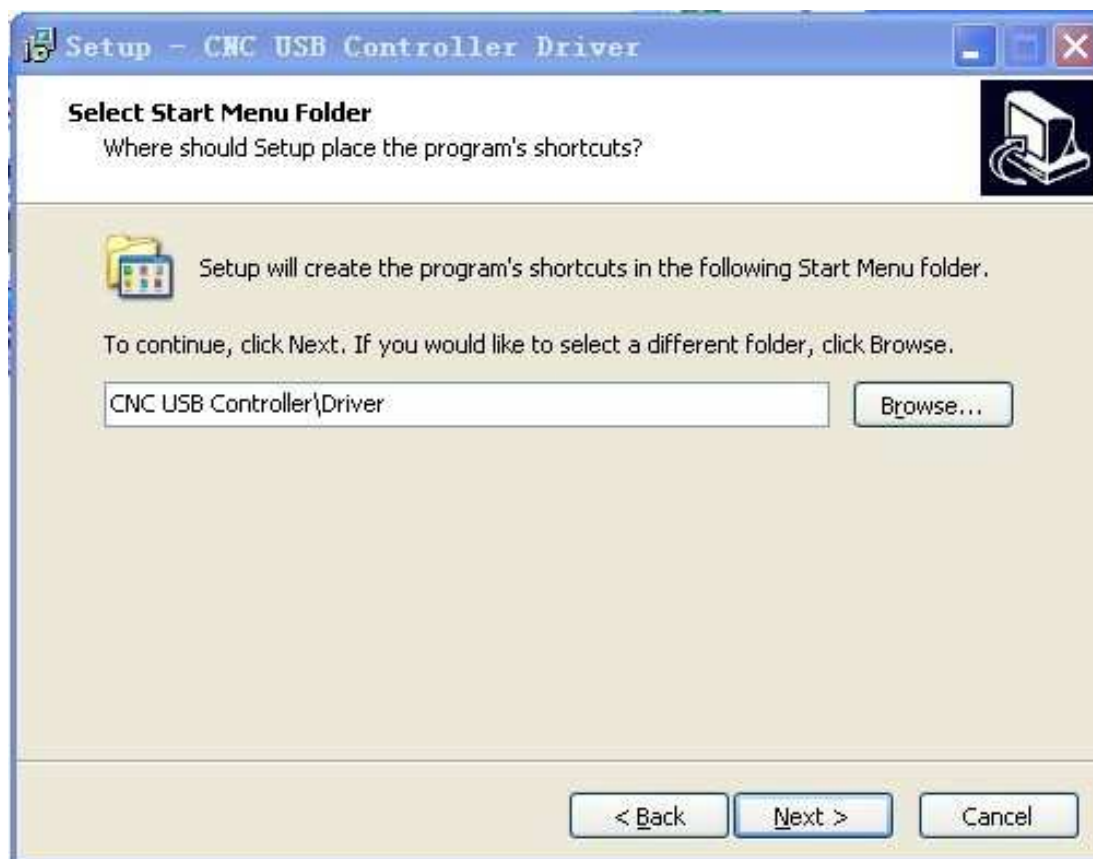 Setup - CNC USB Controller Driver
Select Start Menu Folder
Where should Setup place the program's shortcuts?
Setup will create the program's shortcuts in the following Start Menu folder.
To continue, click Next. If you would like to select a different folder, click Browse.
CNC USB Controller\Driver
Browse...
< Back
Next >
Cancel